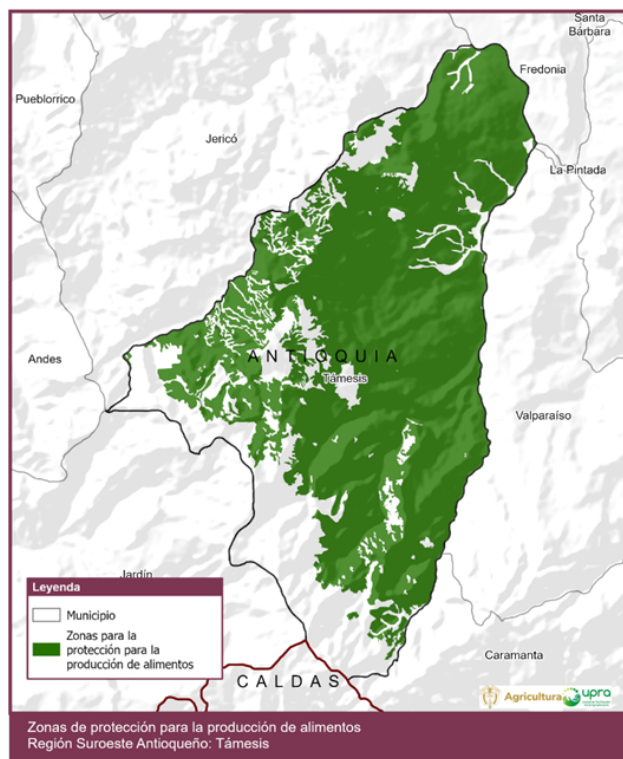 Santa
Bárbara
Fredonia
Pueblorrico
Jericó
La Pintada
Andes
ANTIOQUIA
Támesis
Valparaíso
Jardín
Leyenda
Municipio
Zonas para la
protección para la
producción de alimentos
Caramanta
CALDAS
Agricultura
upra
Zonas de protección para la producción de alimentos
Región Suroeste Antioqueño: Támesis